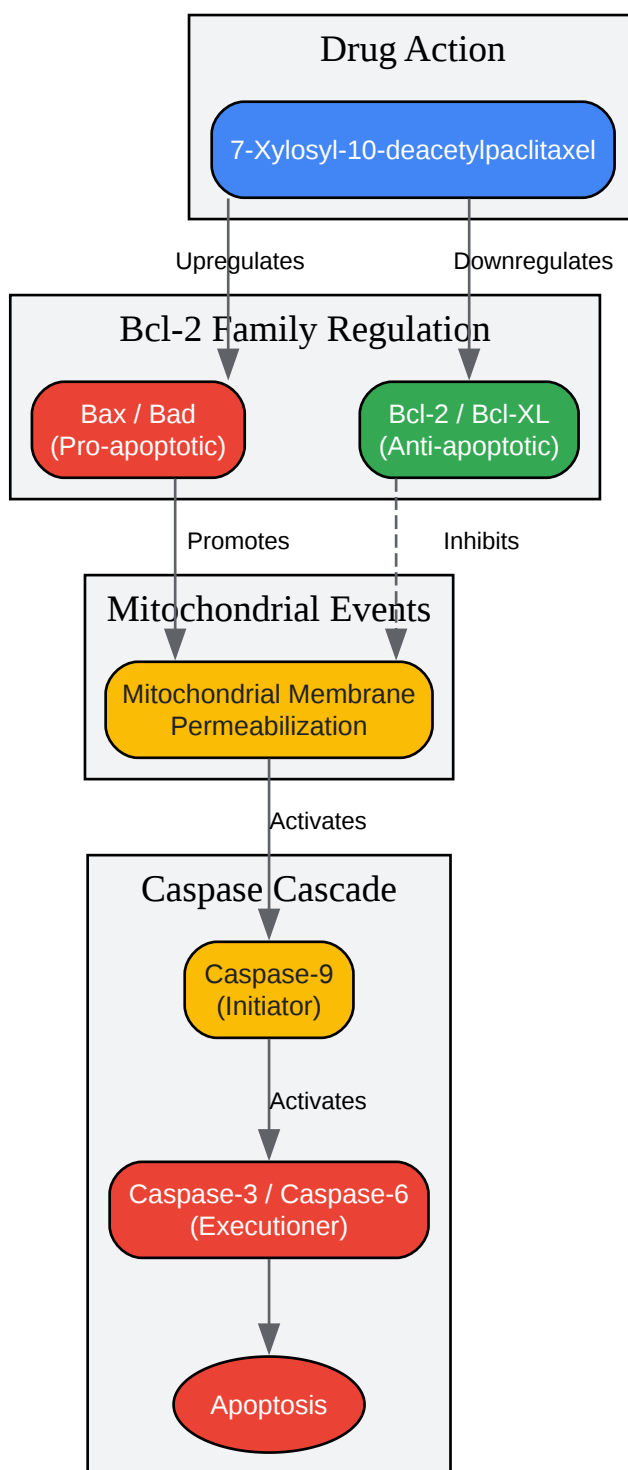 Drug Action
7-Xylosyl-10-deacetylpaclitaxel
Upregulates
Downregulates
Bcl-2 Family Regulation
Bax / Bad
(Pro-apoptotic)
Bcl-2 / Bcl-XL
(Anti-apoptotic)
Promotes
Inhibits
Mitochondrial Events
Mitochondrial Membrane
Permeabilization
Activates
Caspase Cascade
Caspase-9
(Initiator)
Activates
Caspase-3 / Caspase-6
(Executioner)
Apoptosis